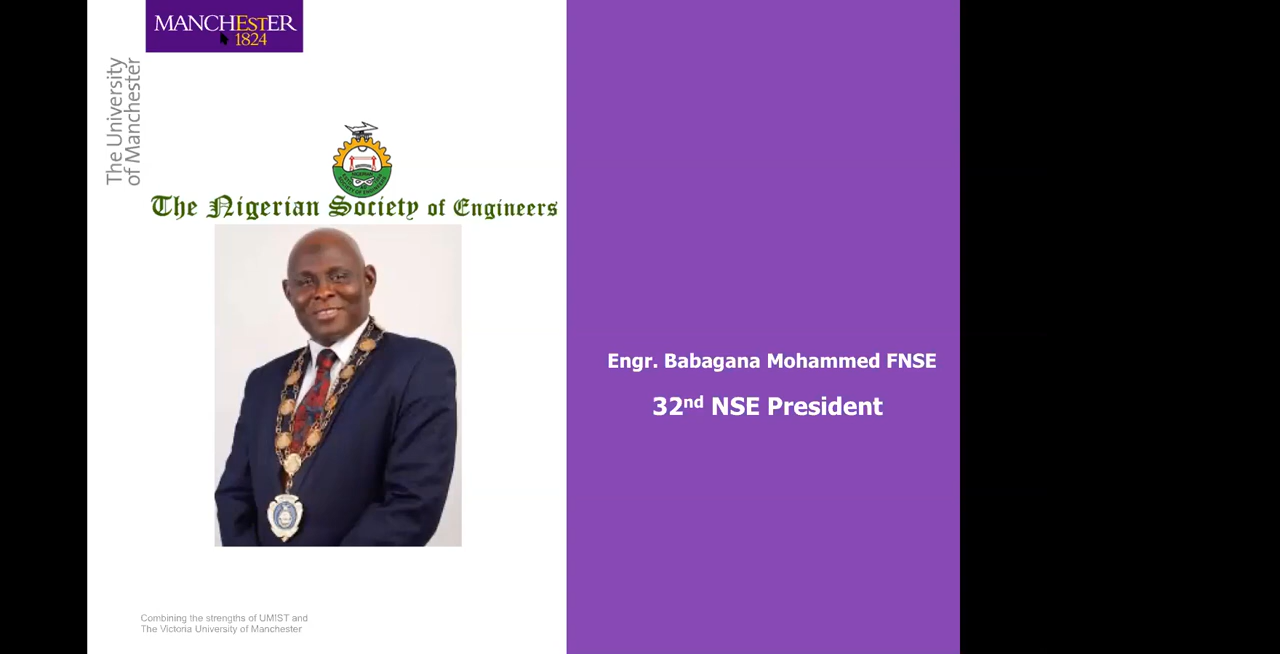 MANCHEsTER
1824
The University
of Manchester
The Nigerian Society of Engineers
Engr. Babagana Mohammed FNSE
32nd NSE President
Combining the strengths of UMIST and
The Victoria University of Manchester